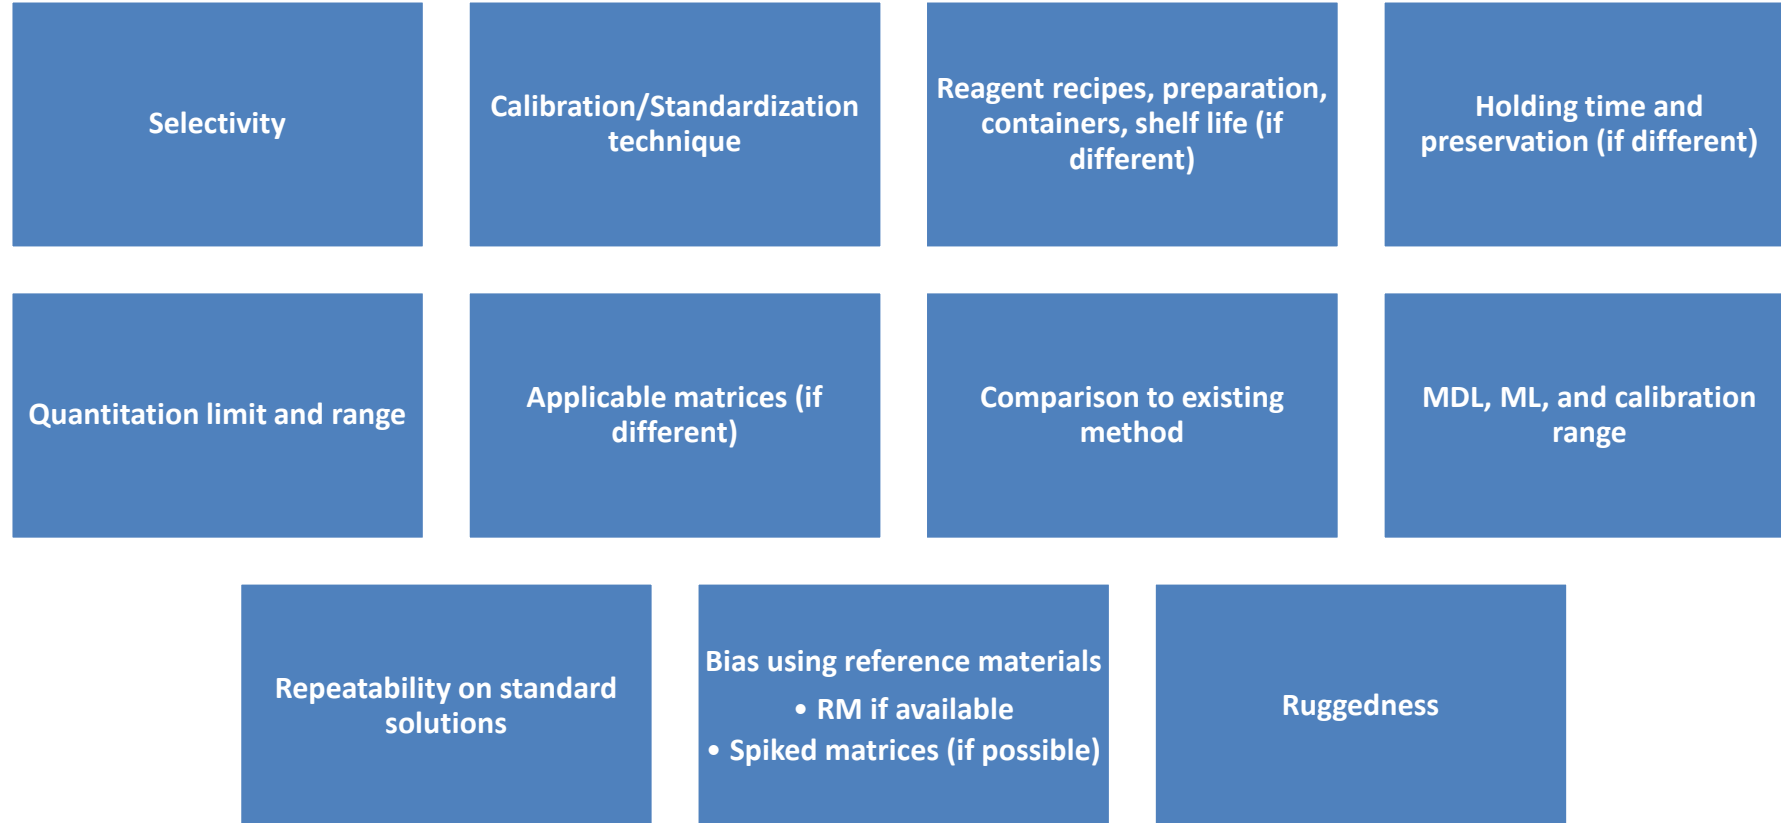 Selectivity
Calibration/Standardization
technique
Reagent recipes, preparation,
containers, shelf life (if
different)
Holding time and
preservation (if different)
Quantitation limit and range
Applicable matrices (if
different)
Comparison to existing
method
MDL, ML, and calibration
range
Repeatability on standard
solutions
Bias using reference materials
• RM if available
• Spiked matrices (if possible)
Ruggedness